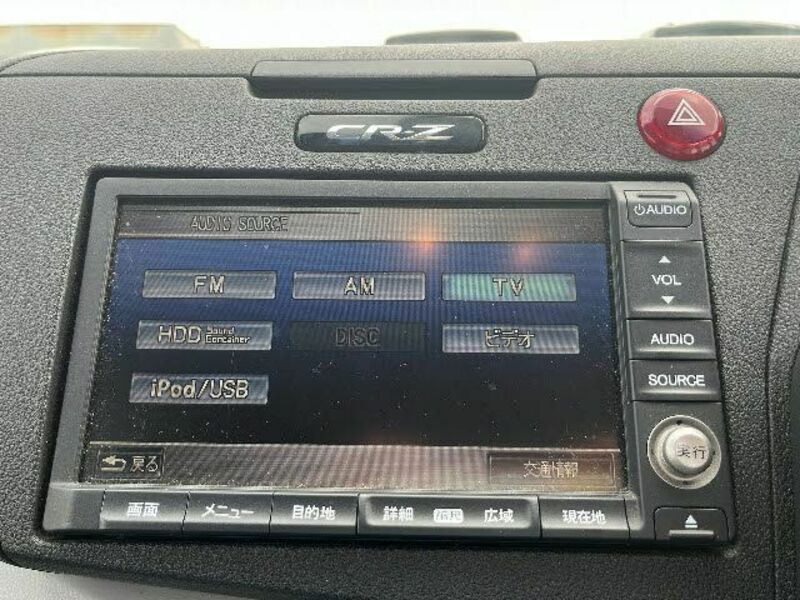 CR-Z
AUDIO SOURCE
FM AM TV
HDD Sound Container DISC ビデオ
iPod/USB
戻る 交通情報
画面 メニュー 目的地 詳細 ZOOM 広域 現在地
AUDIO
VOL
AUDIO
SOURCE
実行